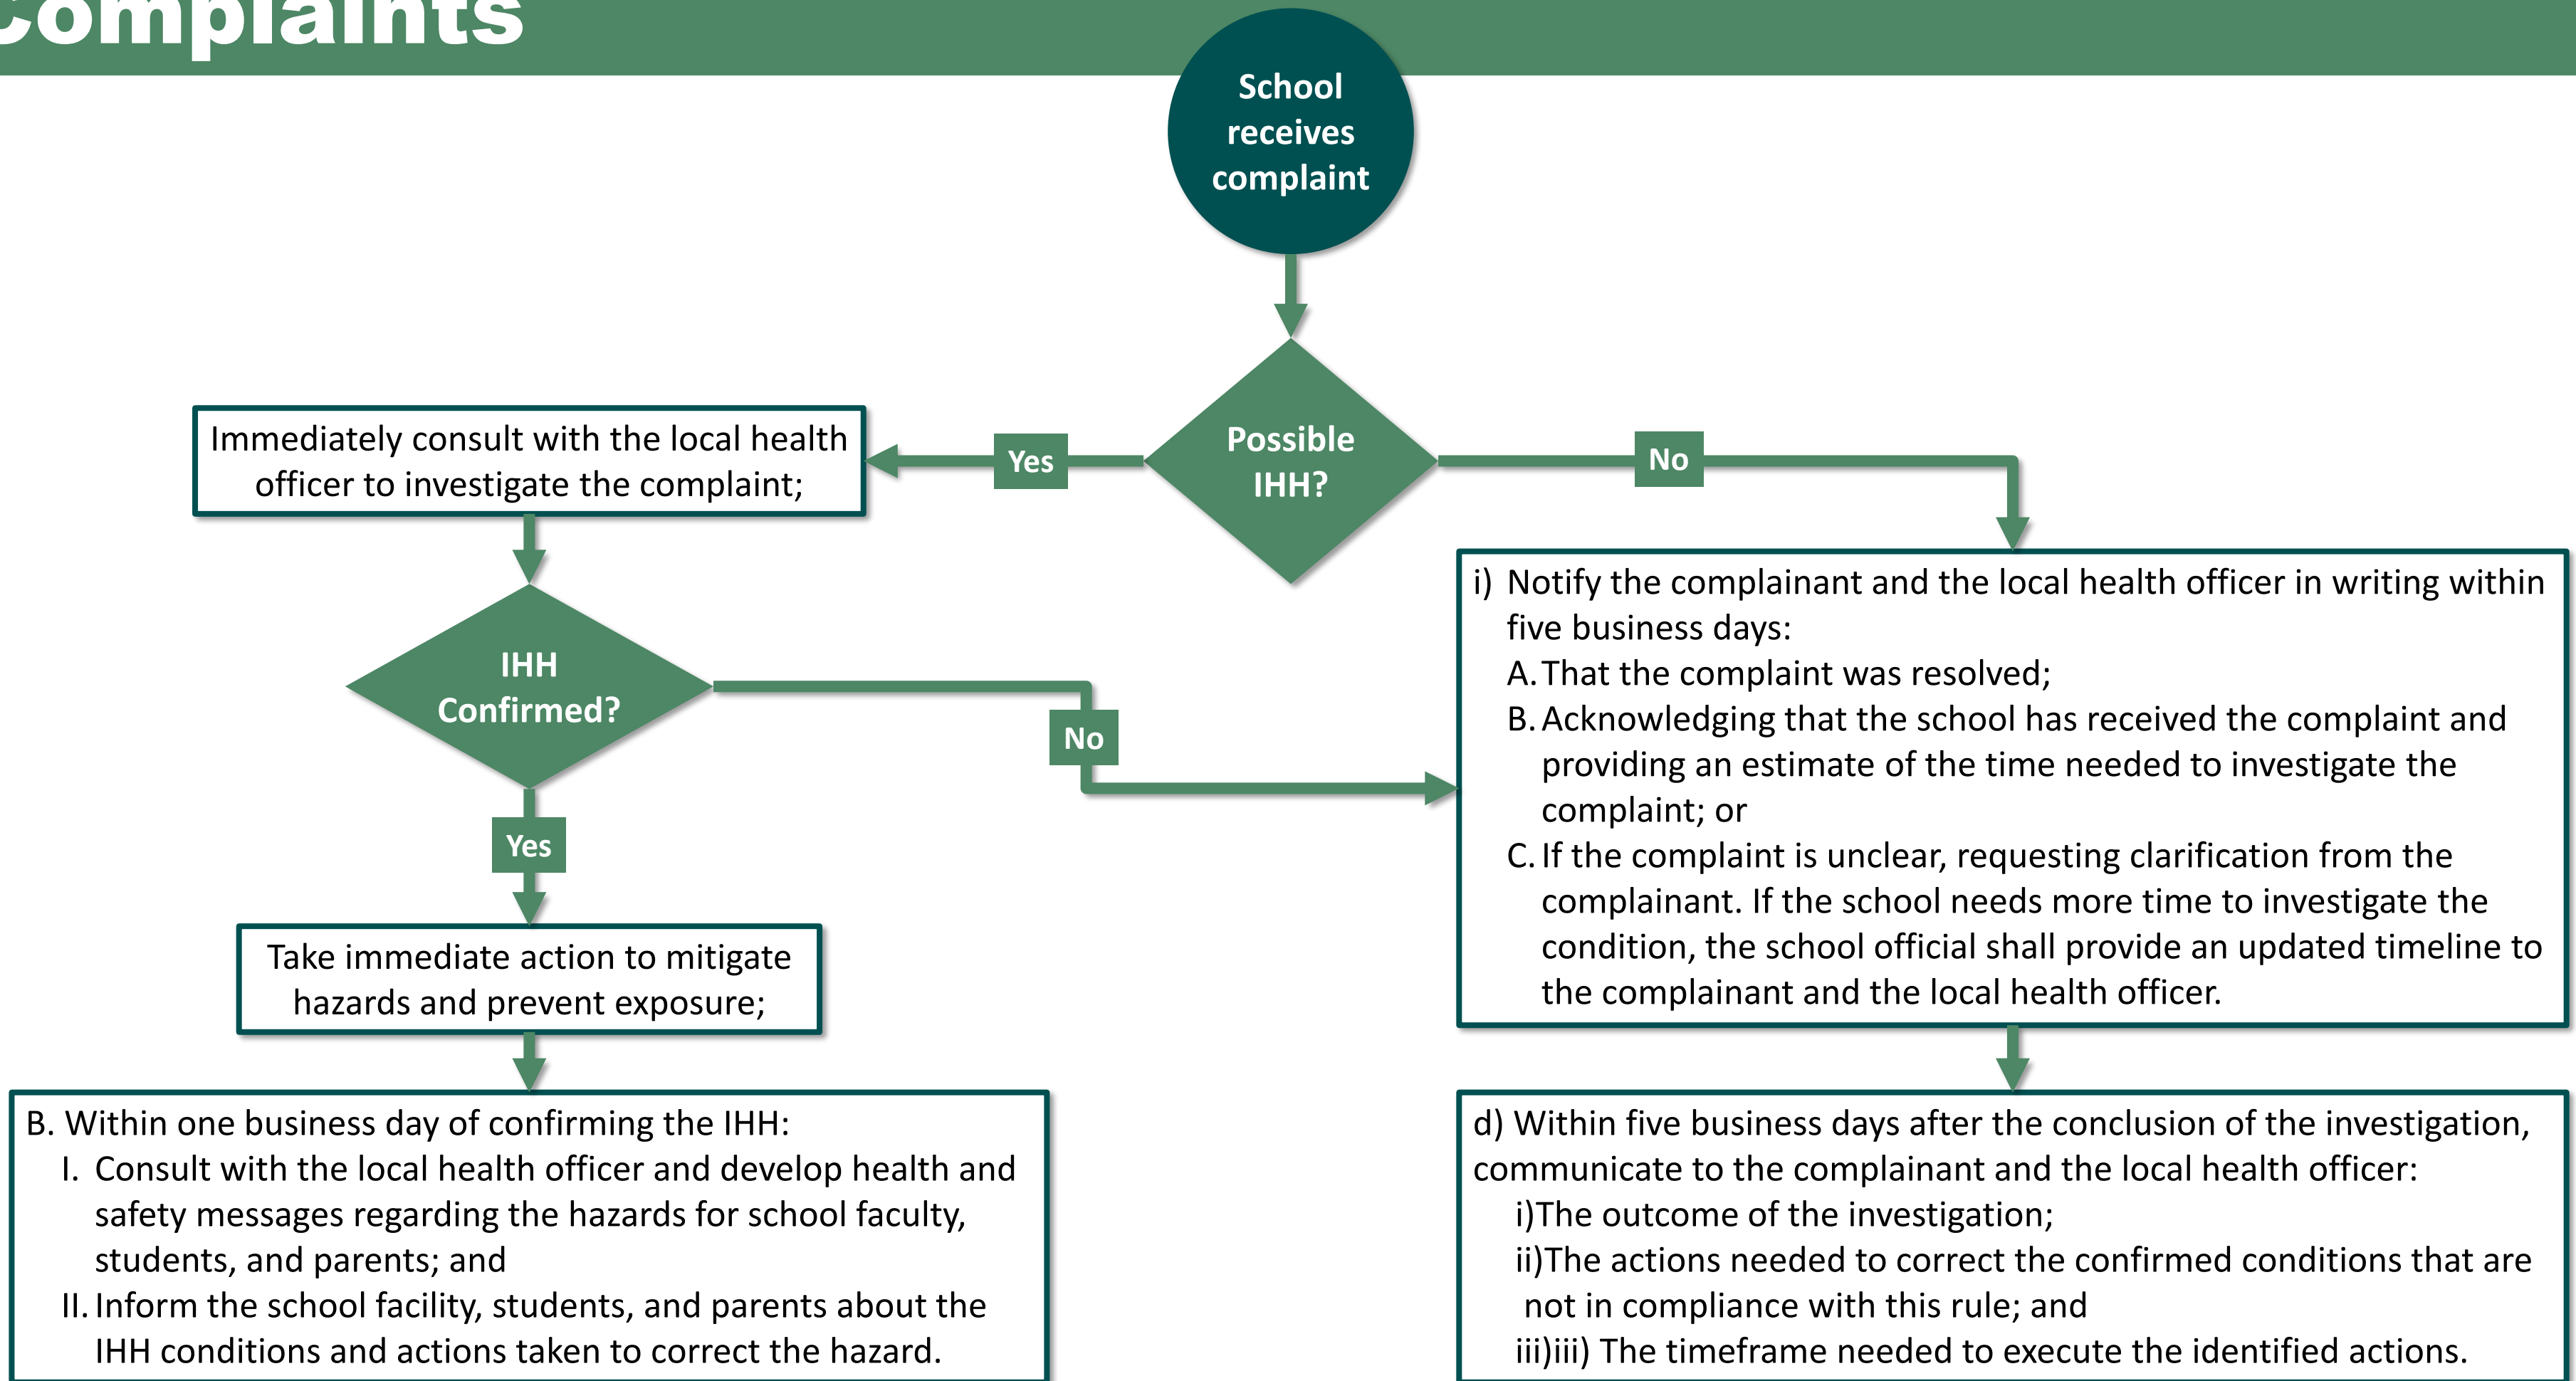 Complaints
School
receives
complaint
Possible
IHH?
Yes
No
Immediately consult with the local health
officer to investigate the complaint;
IHH
Confirmed?
No
Yes
Take immediate action to mitigate
hazards and prevent exposure;
B. Within one business day of confirming the IHH:
I. Consult with the local health officer and develop health and
safety messages regarding the hazards for school faculty,
students, and parents; and
II. Inform the school facility, students, and parents about the
IHH conditions and actions taken to correct the hazard.
i) Notify the complainant and the local health officer in writing within
five business days:
A. That the complaint was resolved;
B. Acknowledging that the school has received the complaint and
providing an estimate of the time needed to investigate the
complaint; or
C. If the complaint is unclear, requesting clarification from the
complainant. If the school needs more time to investigate the
condition, the school official shall provide an updated timeline to
the complainant and the local health officer.
d) Within five business days after the conclusion of the investigation,
communicate to the complainant and the local health officer:
i)The outcome of the investigation;
ii)The actions needed to correct the confirmed conditions that are
not in compliance with this rule; and
iii)iii) The timeframe needed to execute the identified actions.